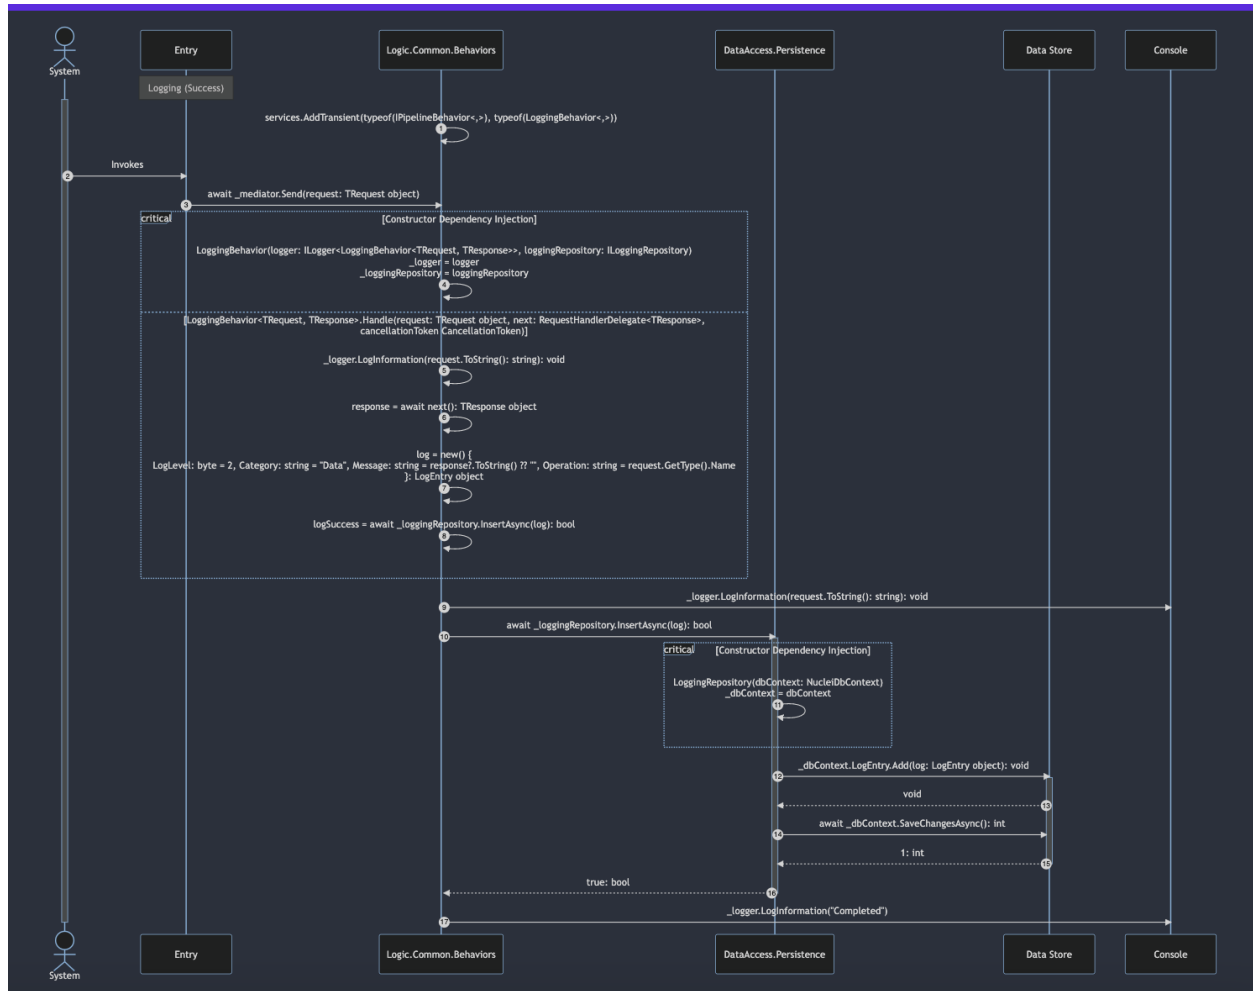 Entry
Logic.Common.Behaviors
DataAccess.Persistence
Data Store
Console
System
Logging (Success)
services.AddTransient(typeof(IPipelineBehavior<,>), typeof(LoggingBehavior<,>))
1
Invokes
2
await _mediator.Send(request: TRequest object)
3
critical
[Constructor Dependency Injection]
LoggingBehavior(logger: ILogger<LoggingBehavior<TRequest, TResponse>>, loggingRepository: ILoggingRepository)
_logger = logger
_loggingRepository = loggingRepository
4
[LoggingBehavior<TRequest, TResponse>.Handle(request: TRequest object, next: RequestHandlerDelegate<TResponse>,
cancellationToken CancellationToken)]
_logger.LogInformation(request.ToString(): string): void
5
response = await next(): TResponse object
6
log = new() {
LogLevel: byte = 2, Category: string = "Data", Message: string = response?.ToString() ?? "", Operation: string = request.GetType().Name
}: LogEntry object
7
logSuccess = await _loggingRepository.InsertAsync(log): bool
8
_logger.LogInformation(request.ToString(): string): void
9
await _loggingRepository.InsertAsync(log): bool
10
critical
[Constructor Dependency Injection]
LoggingRepository(dbContext: NucleiDbContext)
_dbContext = dbContext
11
_dbContext.LogEntry.Add(log: LogEntry object): void
12
void
13
await _dbContext.SaveChangesAsync(): int
14
1: int
15
true: bool
16
_logger.LogInformation("Completed")
17
Entry
Logic.Common.Behaviors
DataAccess.Persistence
Data Store
Console
System